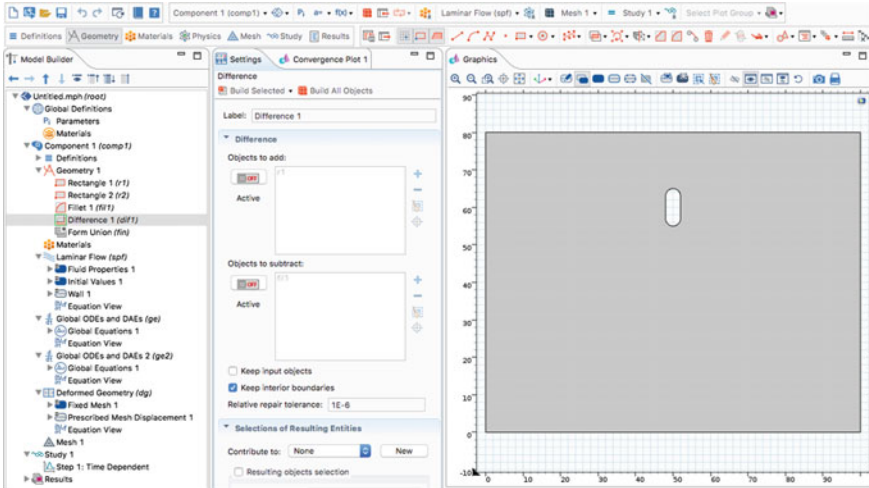 Component 1 (comp1) Pi a= f(x) Laminar Flow (spf) Mesh 1 Study 1 Select Plot Group
Definitions Geometry Materials Physics Mesh Study Results
Model Builder
Untitled.mph (root)
Global Definitions
Pi Parameters
Materials
Component 1 (comp1)
Definitions
Geometry 1
Rectangle 1 (r1)
Rectangle 2 (r2)
Fillet 1 (fil1)
Difference 1 (dif1)
Form Union (fin)
Materials
Laminar Flow (spf)
Fluid Properties 1
Initial Values 1
Wall 1
Equation View
Global ODEs and DAEs (ge)
Global Equations 1
Equation View
Global ODEs and DAEs 2 (ge2)
Global Equations 1
Equation View
Deformed Geometry (dg)
Fixed Mesh 1
Prescribed Mesh Displacement 1
Equation View
Mesh 1
Study 1
Step 1: Time Dependent
Results
Settings Convergence Plot 1
Difference
Build Selected Build All Objects
Label: Difference 1
Difference
Objects to add:
OFF
r1
Active
Objects to subtract:
OFF
Active
Keep input objects
Keep interior boundaries
Relative repair tolerance: 1E-6
Selections of Resulting Entities
Contribute to: None New
Resulting objects selection
Graphics
90
80
70
60
50
40
30
20
10
0
-10
0 10 20 30 40 50 60 70 80 90